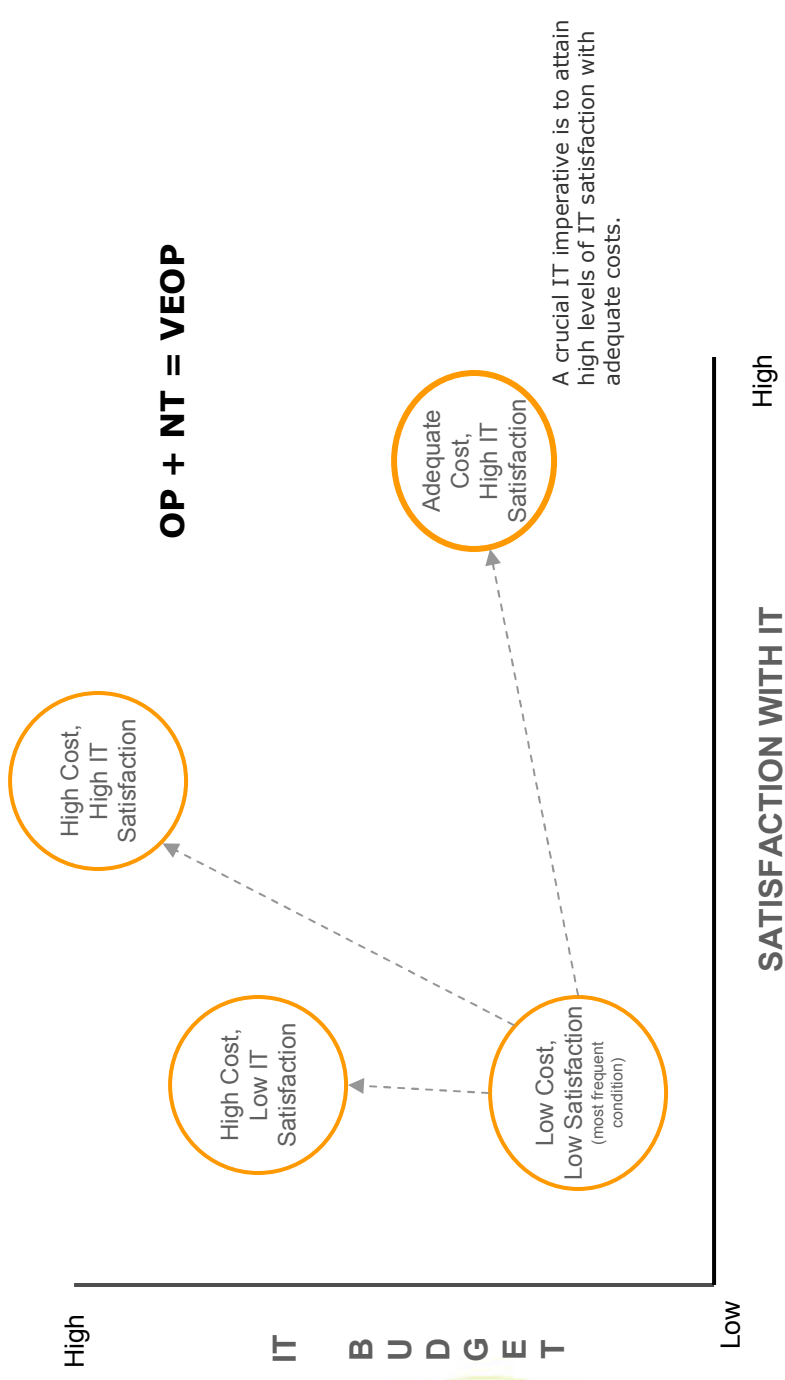 High Cost,
High IT
Satisfaction
OP + NT = VEOP
High Cost,
Low IT
Satisfaction
Adequate
Cost,
High IT
Satisfaction
Low Cost,
Low Satisfaction
(most frequent
condition)
A crucial IT imperative is to attain
high levels of IT satisfaction with
adequate costs.
High
IT
B
U
D
G
E
T
Low
High
SATISFACTION WITH IT